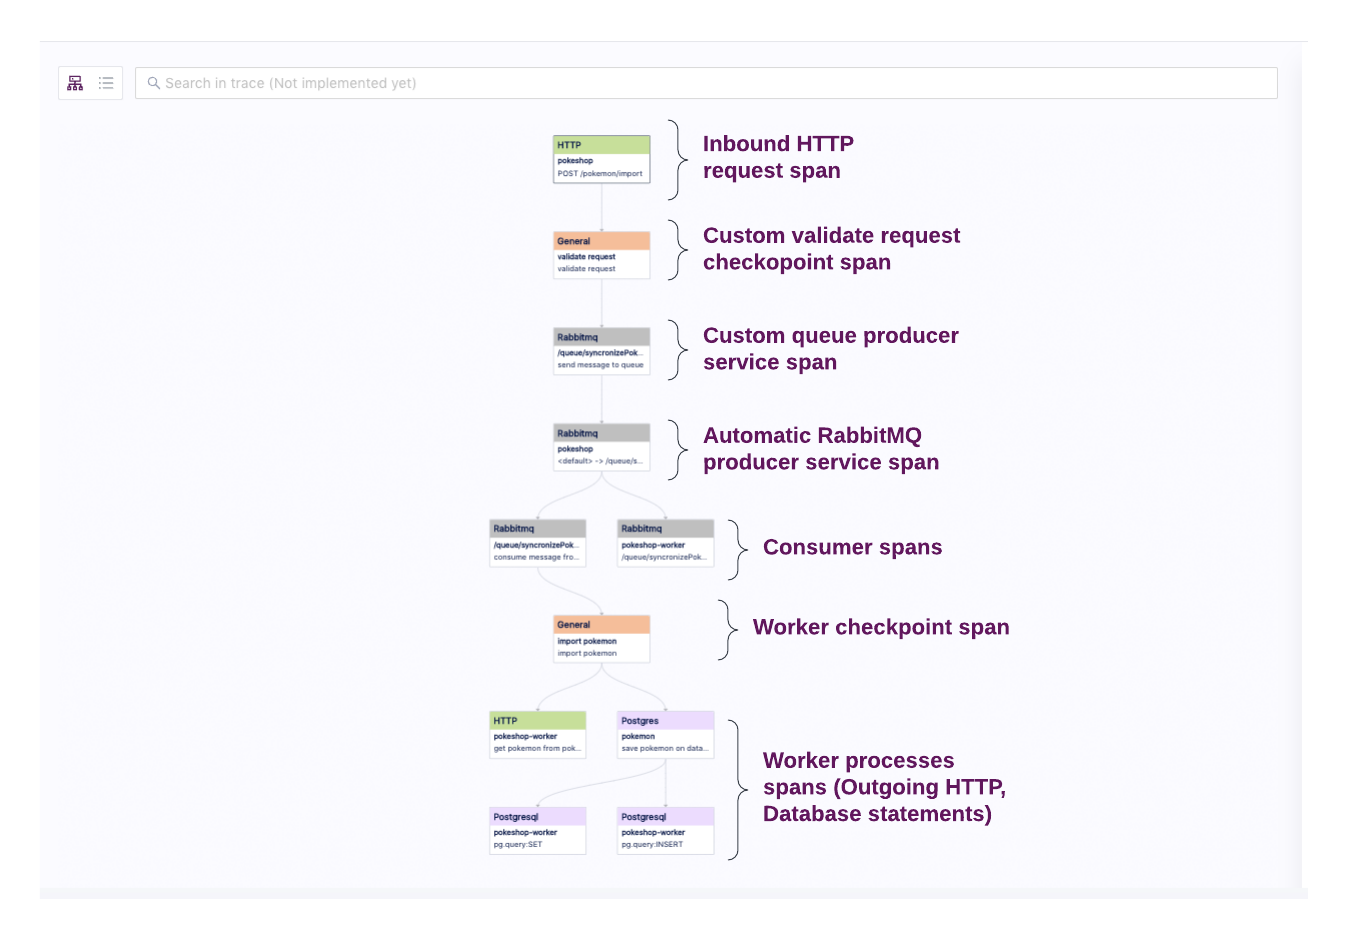 Search in trace (Not implemented yet)
HTTP
pokeshop
POST /pokemon/import
Inbound HTTP
request span
General
validate request
validate request
Custom validate request
checkopoint span
Rabbitmq
/queue/syncronizePok...
send message to queue
Custom queue producer
service span
Rabbitmq
pokeshop
<default> -> /queue/s...
Automatic RabbitMQ
producer service span
Rabbitmq
/queue/syncronizePok...
consume message fro...
Rabbitmq
pokeshop-worker
/queue/syncronizePok...
Consumer spans
General
import pokemon
import pokemon
Worker checkpoint span
HTTP
pokeshop-worker
get pokemon from pok...
Postgres
pokemon
save pokemon on data...
Postgresql
pokeshop-worker
pg.query:SET
Postgresql
pokeshop-worker
pg.query:INSERT
Worker processes
spans (Outgoing HTTP,
Database statements)